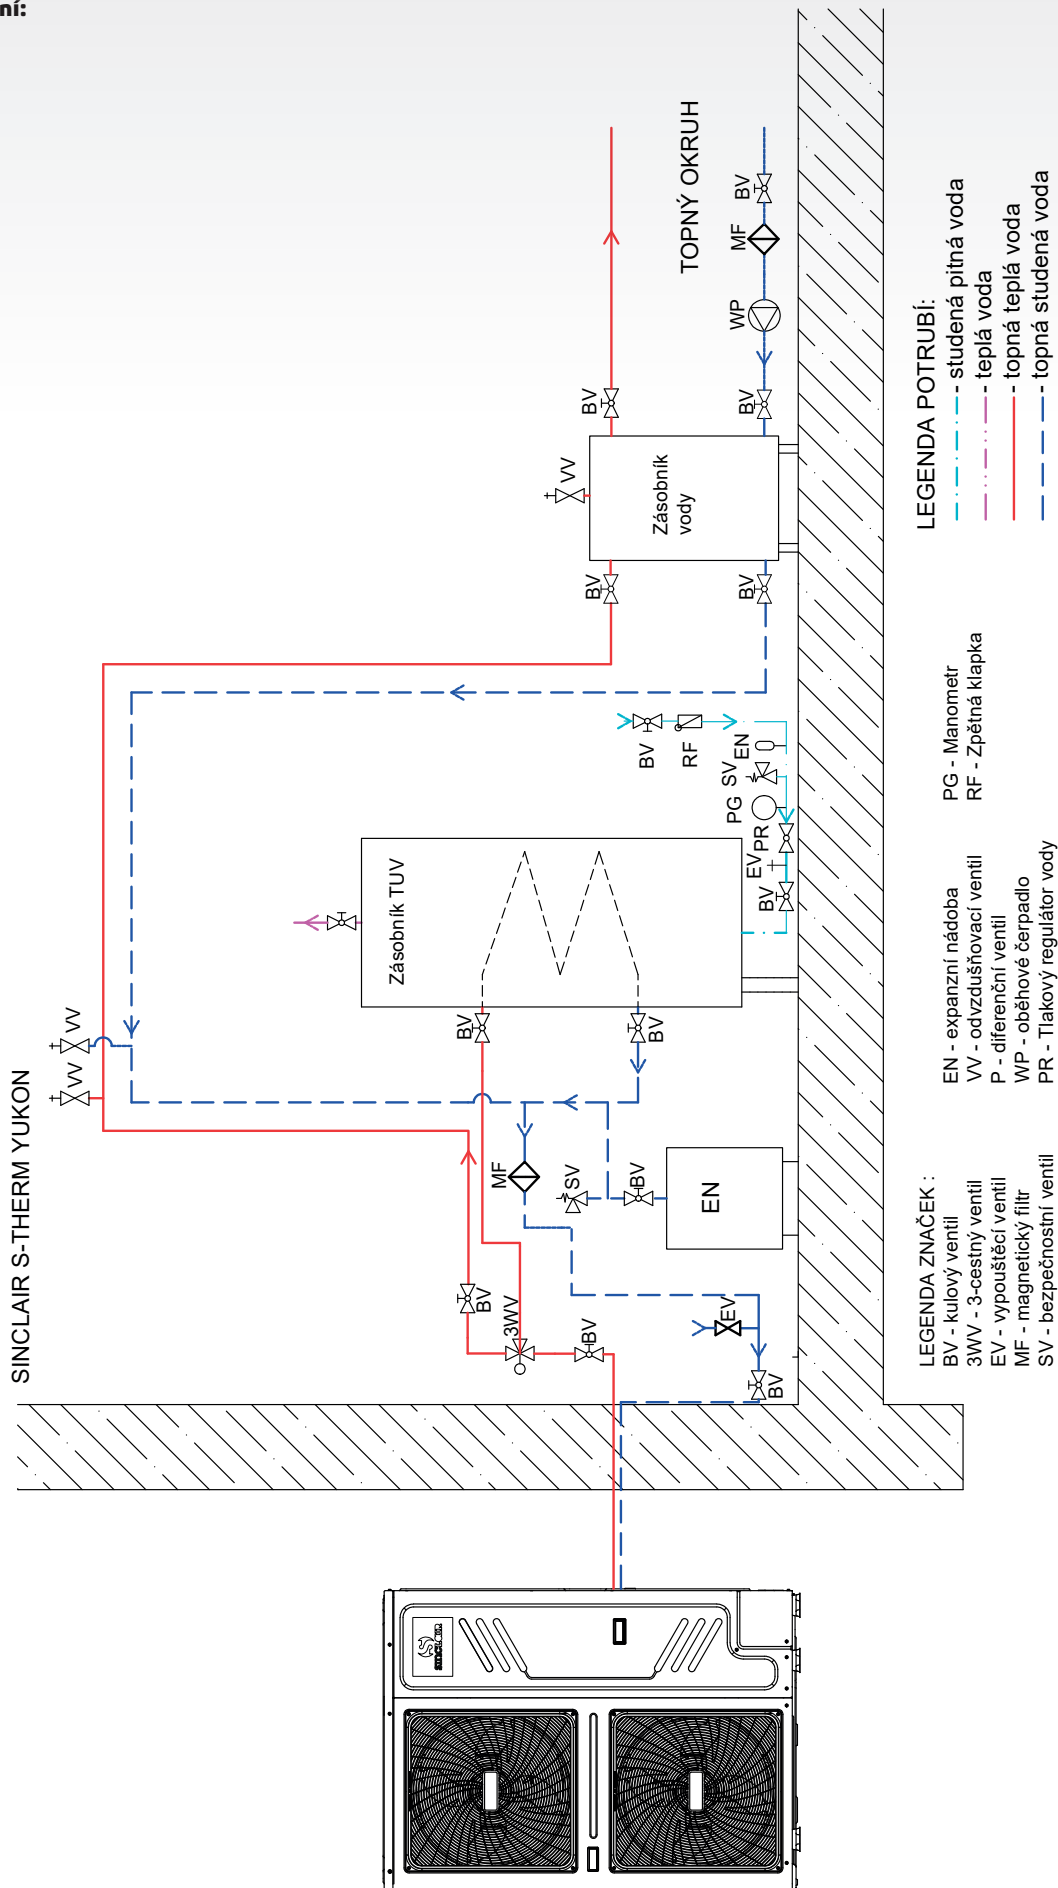 ní:
SINCLAIR S-THERM YUKON
VV
VV
BV
3WV
BV
BV
MF
SV
BV
EN
EV
BV
Zásobník TUV
BV
BV
BV
EV
PR
PG
SV
EN
BV
RF
BV
BV
VV
Zásobník
vody
BV
BV
WP
MF
BV
TOPNÝ OKRUH
SINCLAIR
LEGENDA ZNAČEK :
BV - kulový ventil
3WV - 3-cestný ventil
EV - vypouštěcí ventil
MF - magnetický filtr
SV - bezpečnostní ventil
EN - expanzní nádoba
VV - odvzdušňovací ventil
P - diferenční ventil
WP - oběhové čerpadlo
PR - Tlakový regulátor vody
PG - Manometr
RF - Zpětná klapka
LEGENDA POTRUBÍ:
- studená pitná voda
- teplá voda
- topná teplá voda
- topná studená voda